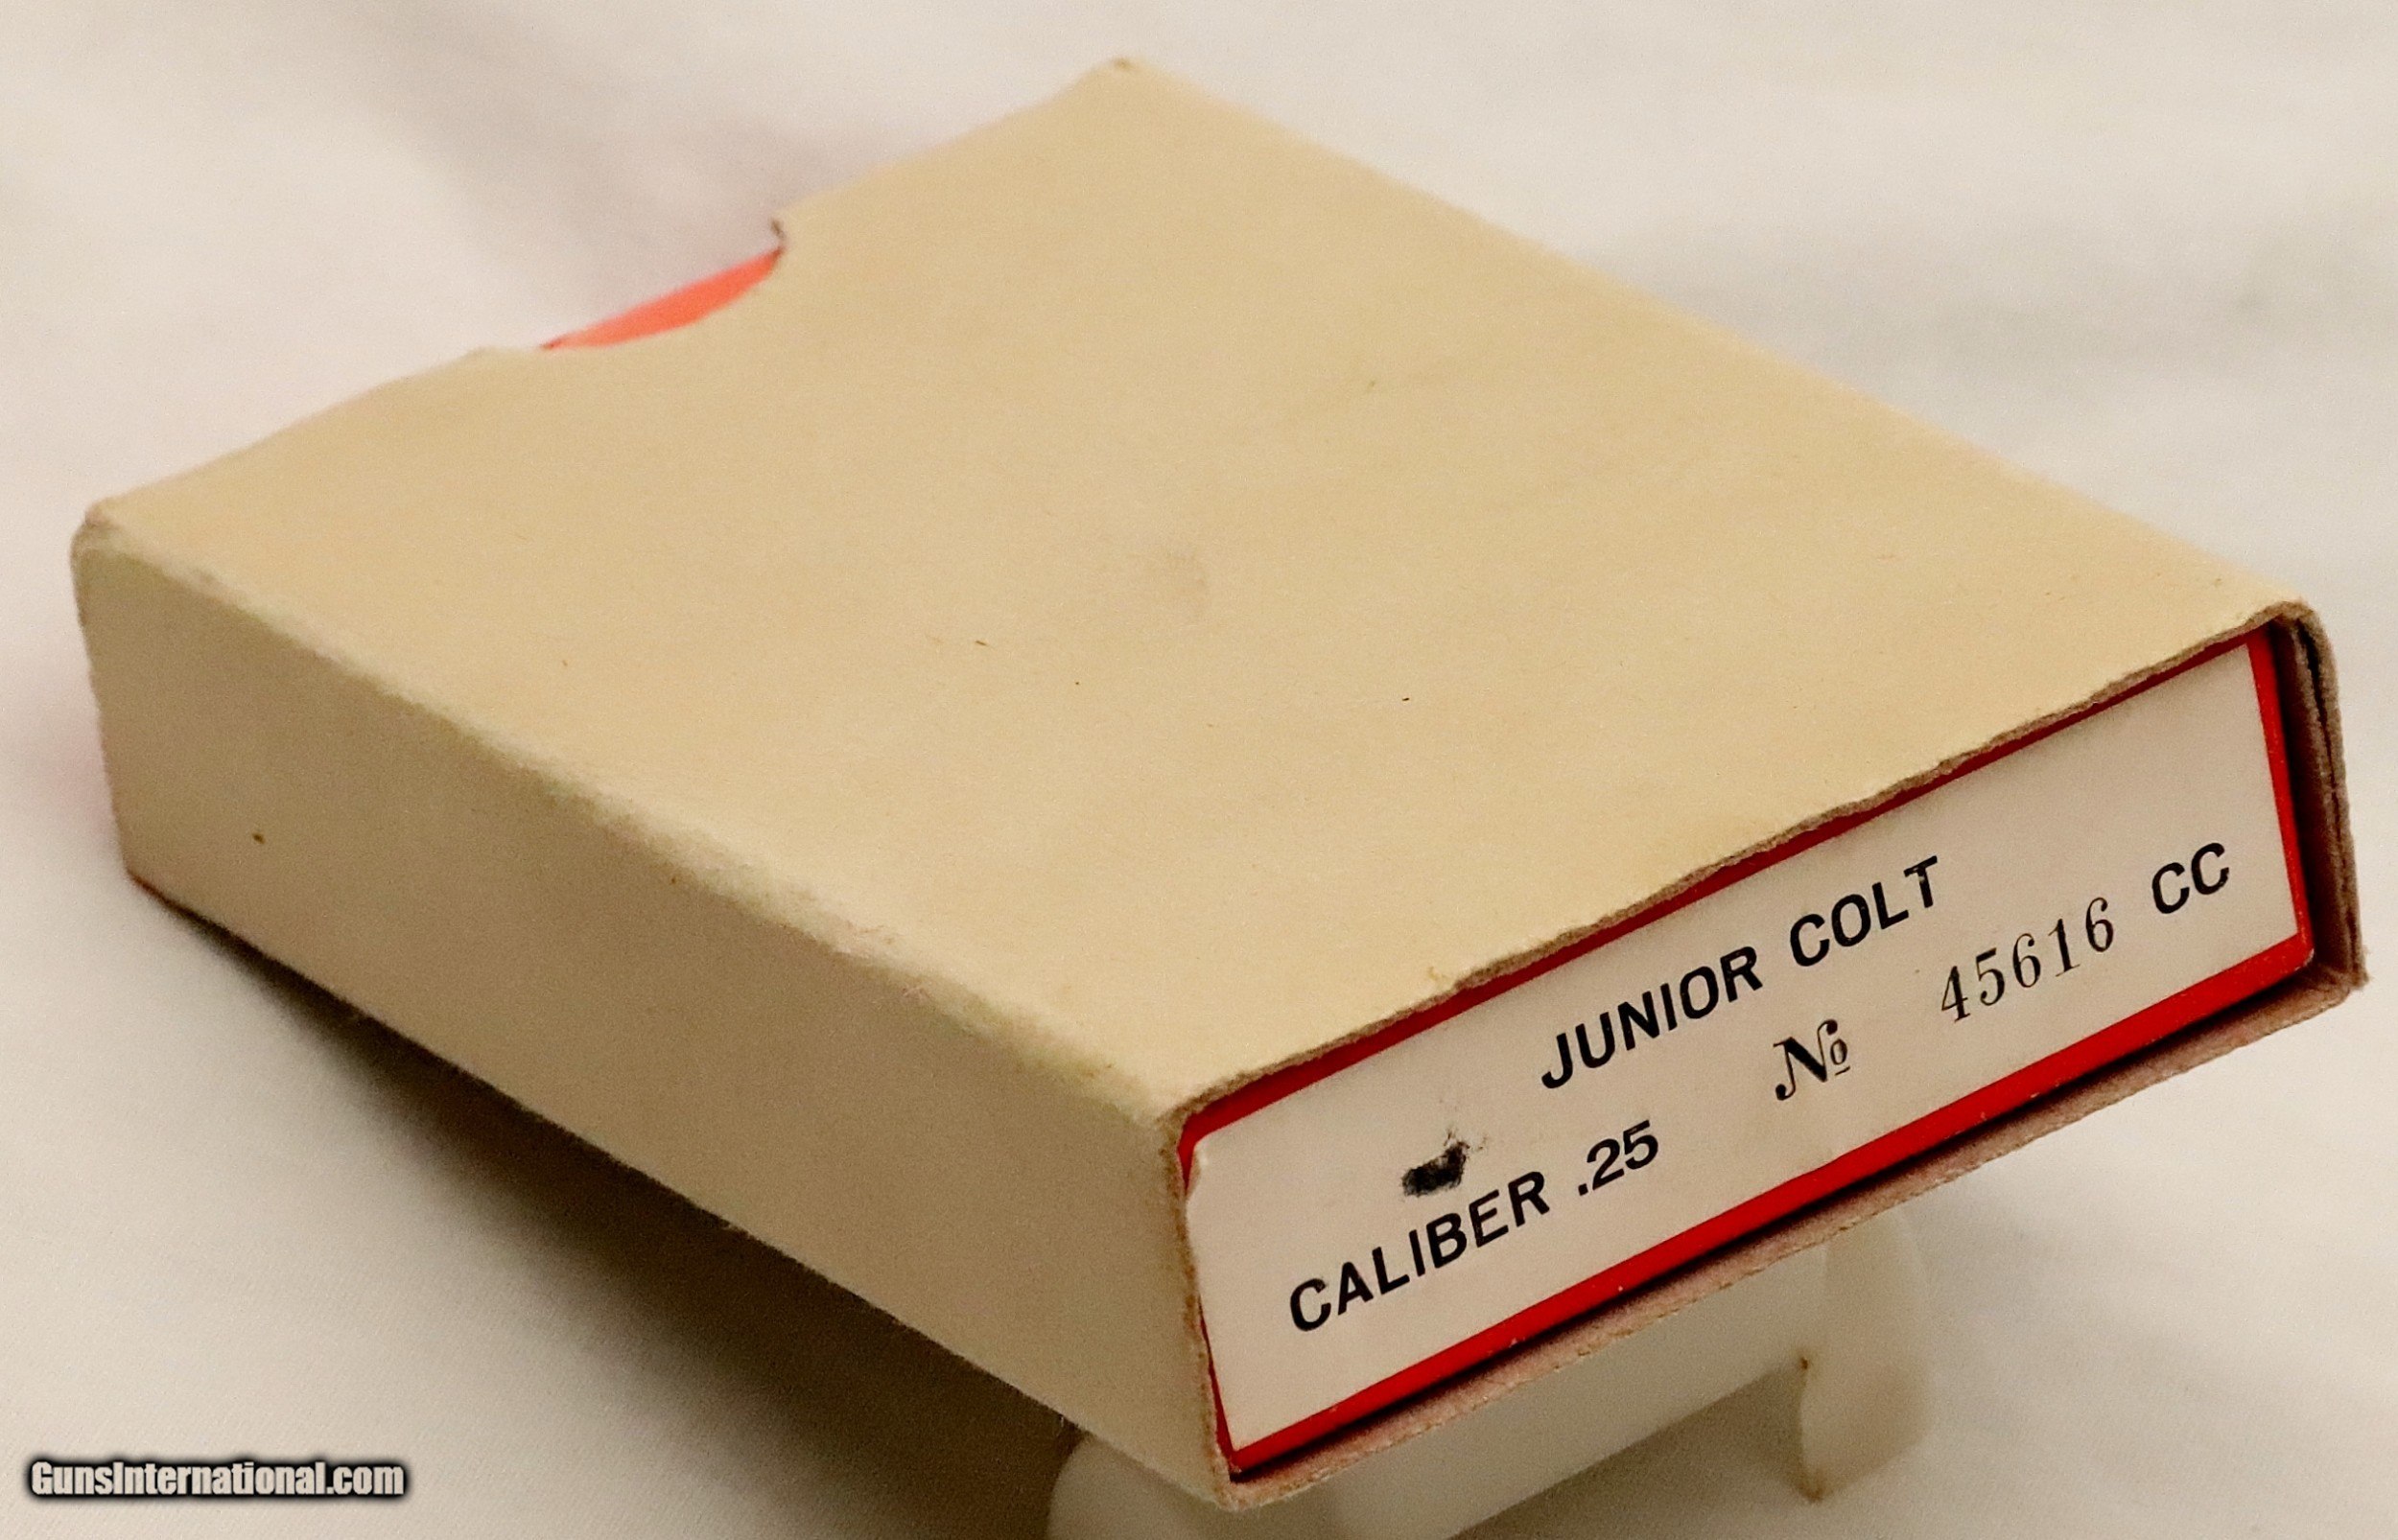 JUNIOR COLT
CALIBER .25 № 45616 CC
GunsInternational.com